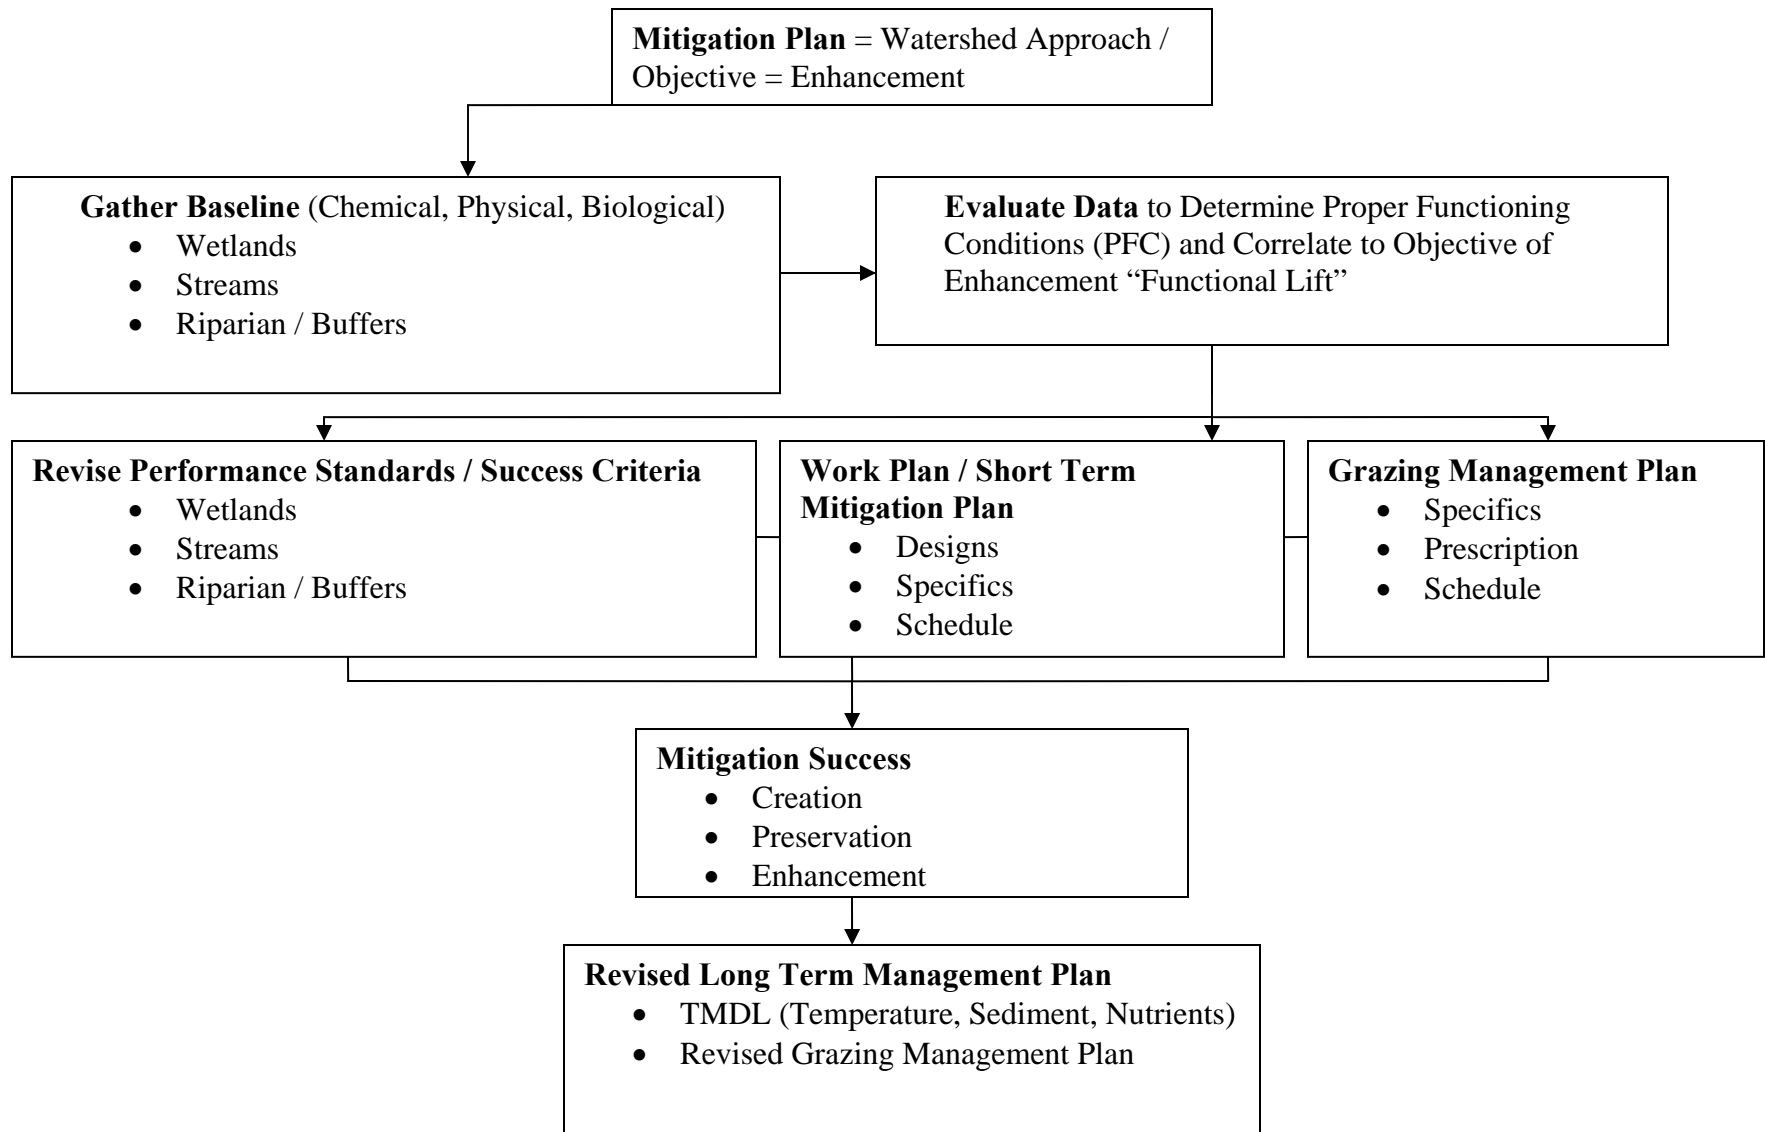 Mitigation Plan = Watershed Approach /
Objective = Enhancement
Gather Baseline (Chemical, Physical, Biological)
• Wetlands
• Streams
• Riparian / Buffers
Evaluate Data to Determine Proper Functioning
Conditions (PFC) and Correlate to Objective of
Enhancement “Functional Lift”
Revise Performance Standards / Success Criteria
• Wetlands
• Streams
• Riparian / Buffers
Work Plan / Short Term
Mitigation Plan
• Designs
• Specifics
• Schedule
Grazing Management Plan
• Specifics
• Prescription
• Schedule
Mitigation Success
• Creation
• Preservation
• Enhancement
Revised Long Term Management Plan
• TMDL (Temperature, Sediment, Nutrients)
• Revised Grazing Management Plan